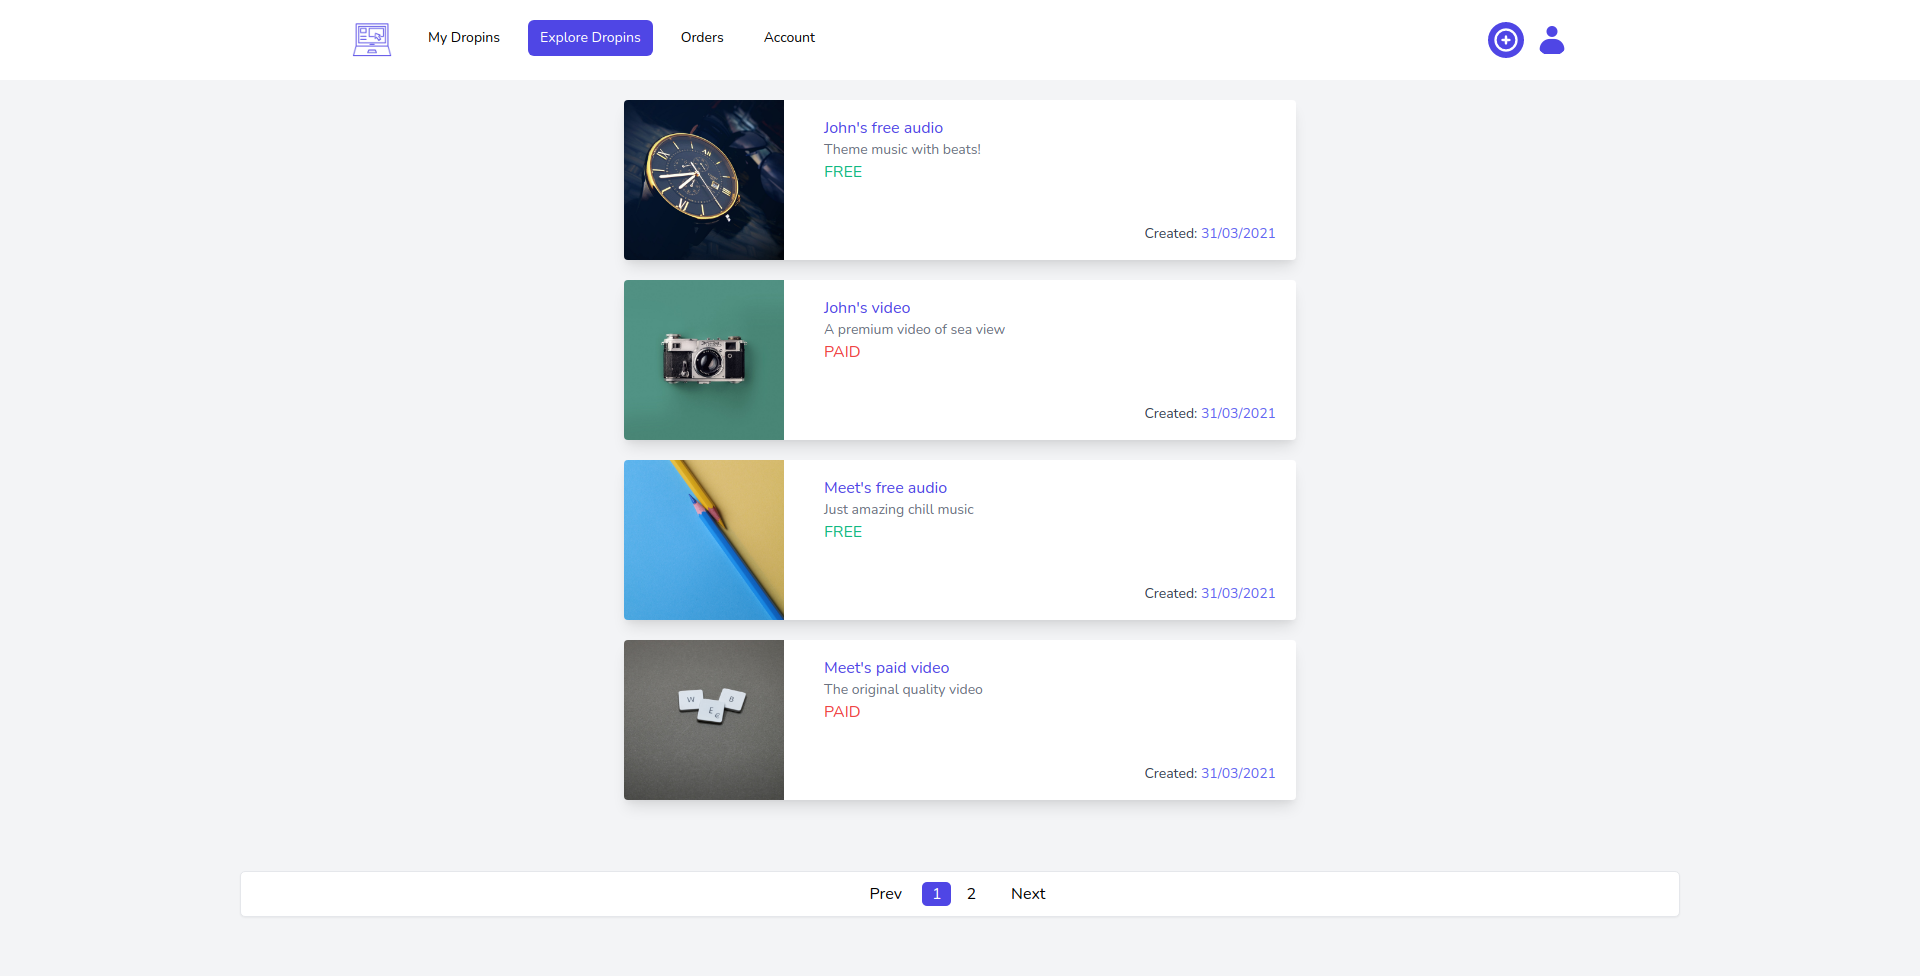 My Dropins
Explore Dropins
Orders
Account
John's free audio
Theme music with beats!
FREE
Created: 31/03/2021
John's video
A premium video of sea view
PAID
Created: 31/03/2021
Meet's free audio
Just amazing chill music
FREE
Created: 31/03/2021
W E B
Meet's paid video
The original quality video
PAID
Created: 31/03/2021
Prev 1 2 Next